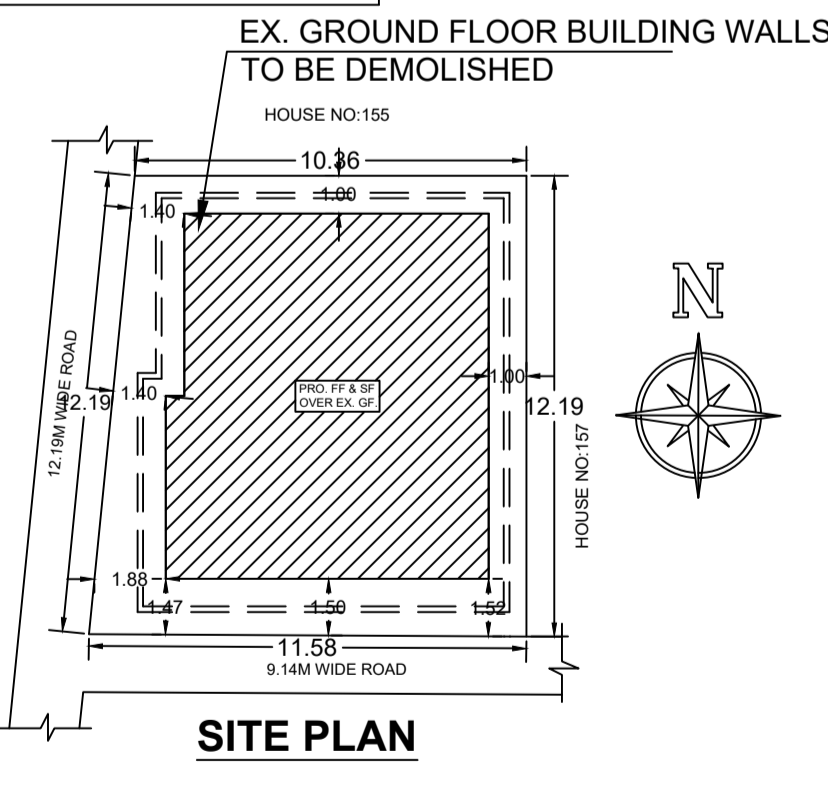 EX. GROUND FLOOR BUILDING WALLS
TO BE DEMOLISHED
HOUSE NO:155
10.36
1.00
1.40
12.19M WIDE ROAD
12.19
1.40
PRO. FF & SF
OVER EX. GF.
1.00
12.19
HOUSE NO:157
N
1.88
1.47
1.50
1.52
11.58
9.14M WIDE ROAD
SITE PLAN